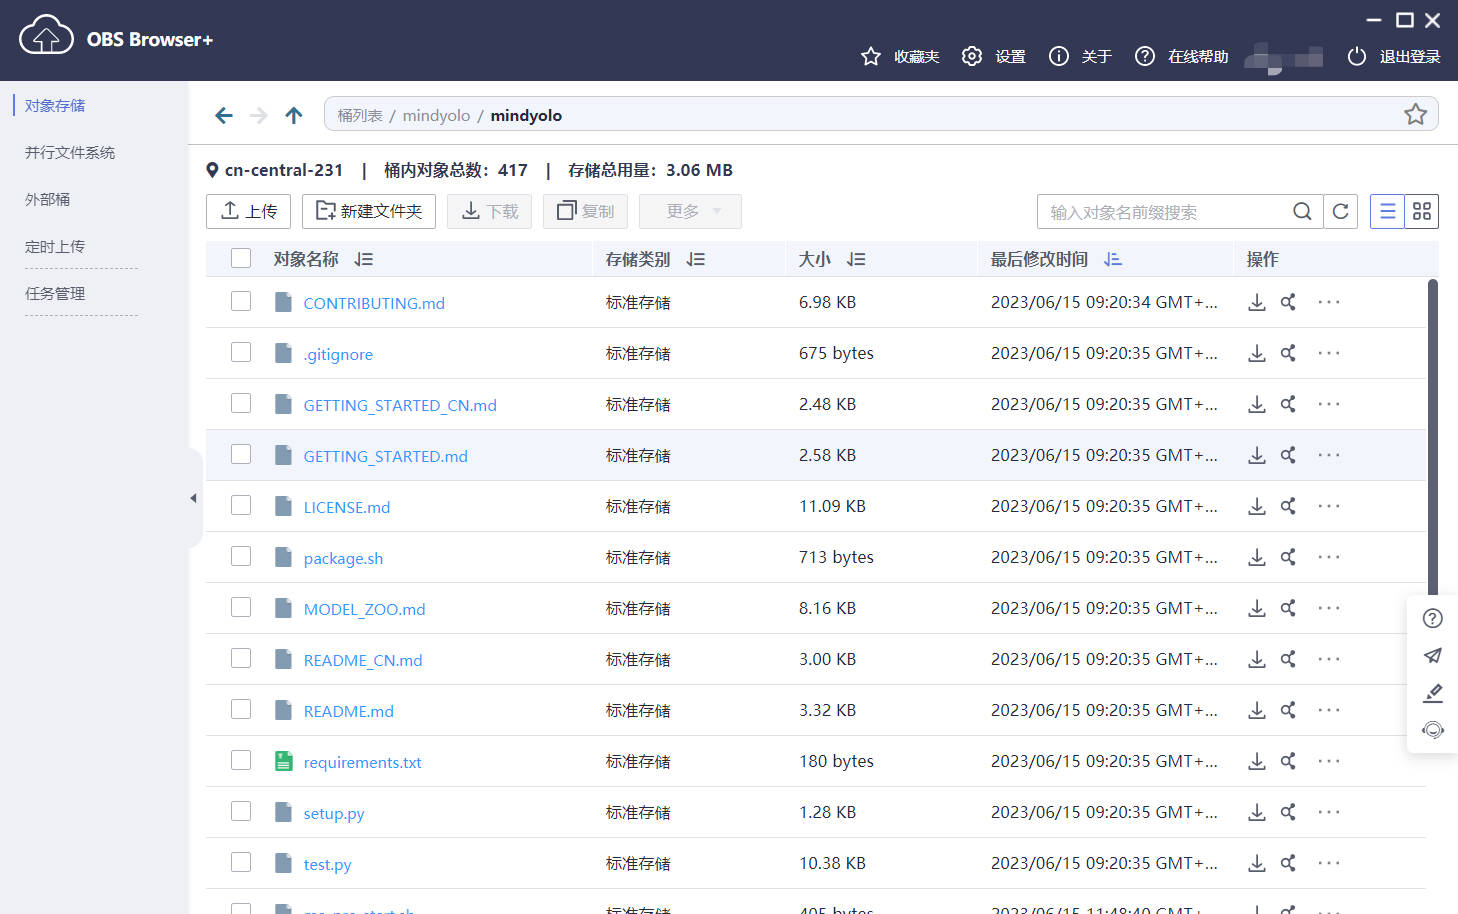 OBS Browser+
收藏夹 设置 关于 在线帮助 退出登录
对象存储
并行文件系统
外部桶
定时上传
任务管理
桶列表 / mindyolo / mindyolo
cn-central-231 | 桶内对象总数：417 | 存储总用量：3.06 MB
上传 新建文件夹 下载 复制 更多 输入对象名前缀搜索
对象名称 存储类别 大小 最后修改时间 操作
CONTRIBUTING.md 标准存储 6.98 KB 2023/06/15 09:20:34 GMT+... ···
.gitignore 标准存储 675 bytes 2023/06/15 09:20:35 GMT+... ···
GETTING_STARTED_CN.md 标准存储 2.48 KB 2023/06/15 09:20:35 GMT+... ···
GETTING_STARTED.md 标准存储 2.58 KB 2023/06/15 09:20:35 GMT+... ···
LICENSE.md 标准存储 11.09 KB 2023/06/15 09:20:35 GMT+... ···
package.sh 标准存储 713 bytes 2023/06/15 09:20:35 GMT+... ···
MODEL_ZOO.md 标准存储 8.16 KB 2023/06/15 09:20:35 GMT+... ···
README_CN.md 标准存储 3.00 KB 2023/06/15 09:20:35 GMT+... ···
README.md 标准存储 3.32 KB 2023/06/15 09:20:35 GMT+... ···
requirements.txt 标准存储 180 bytes 2023/06/15 09:20:35 GMT+... ···
setup.py 标准存储 1.28 KB 2023/06/15 09:20:35 GMT+... ···
test.py 标准存储 10.38 KB 2023/06/15 09:20:35 GMT+... ···
标准存储 405 bytes 2023/06/15 11:48:40 GMT+...